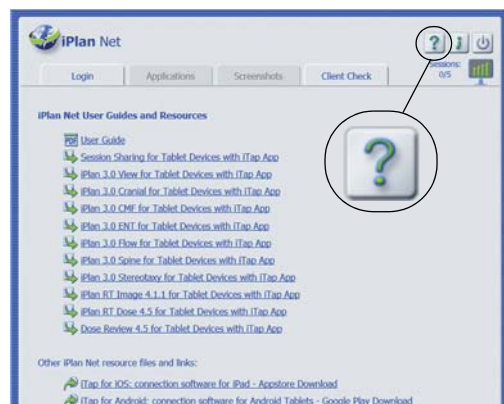 iPlan Net
? i
Sessions:
0/5
Login Applications Screenshots Client Check
iPlan Net User Guides and Resources
PDF User Guide
Session Sharing for Tablet Devices with iTap App
iPlan 3.0 View for Tablet Devices with iTap App
iPlan 3.0 Cranial for Tablet Devices with iTap App
iPlan 3.0 CMF for Tablet Devices with iTap App
iPlan 3.0 ENT for Tablet Devices with iTap App
iPlan 3.0 Flow for Tablet Devices with iTap App
iPlan 3.0 Spine for Tablet Devices with iTap App
iPlan 3.0 Stereotaxy for Tablet Devices with iTap App
iPlan RT Image 4.1.1 for Tablet Devices with iTap App
iPlan RT Dose 4.5 for Tablet Devices with iTap App
Dose Review 4.5 for Tablet Devices with iTap App
?
Other iPlan Net resource files and links:
iTap for iOS: connection software for iPad - Appstore Download
iTap for Android: connection software for Android Tablets - Google Play Download